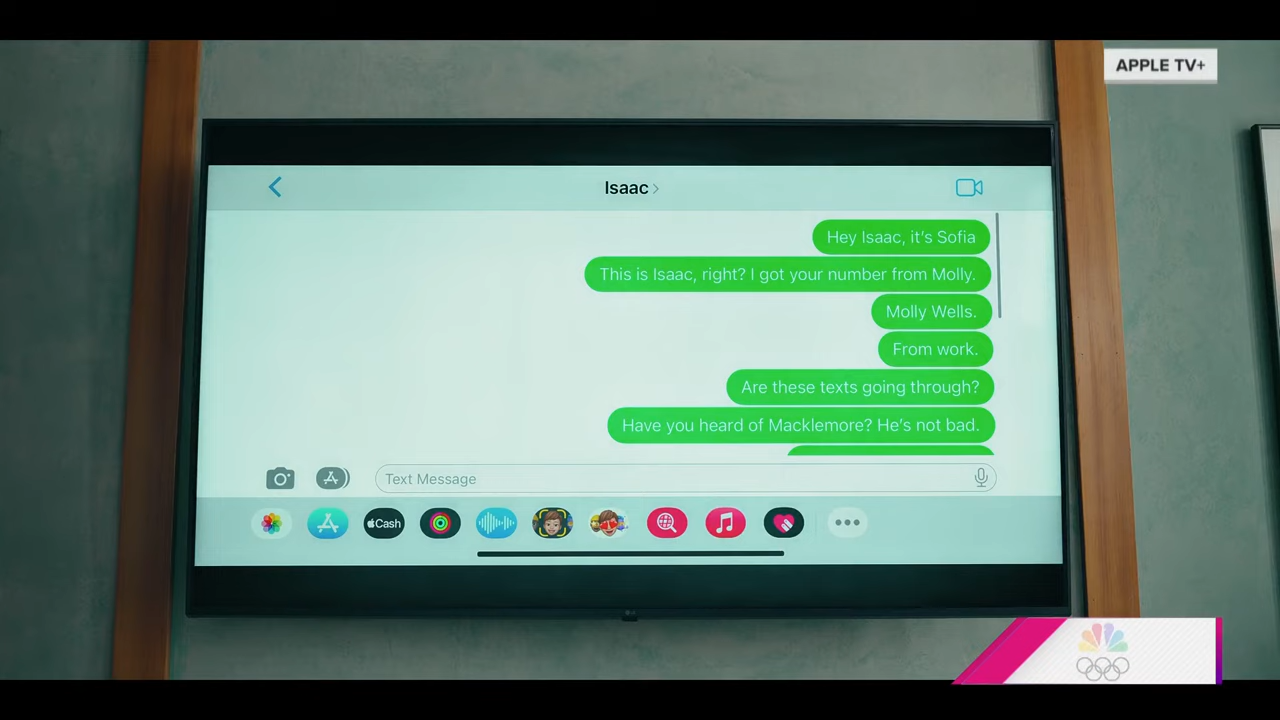 APPLE TV+
Isaac
Hey Isaac, it's Sofia
This is Isaac, right? I got your number from Molly.
Molly Wells.
From work.
Are these texts going through?
Have you heard of Macklemore? He's not bad.
Text Message
Cash